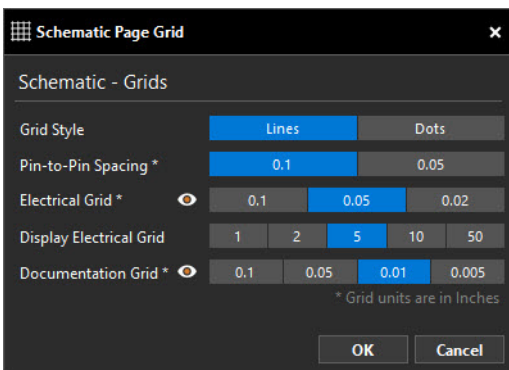 Schematic Page Grid
Schematic - Grids
Grid Style Lines Dots
Pin-to-Pin Spacing * 0.1 0.05
Electrical Grid * 0.1 0.05 0.02
Display Electrical Grid 1 2 5 10 50
Documentation Grid * 0.1 0.05 0.01 0.005
* Grid units are in Inches
OK Cancel